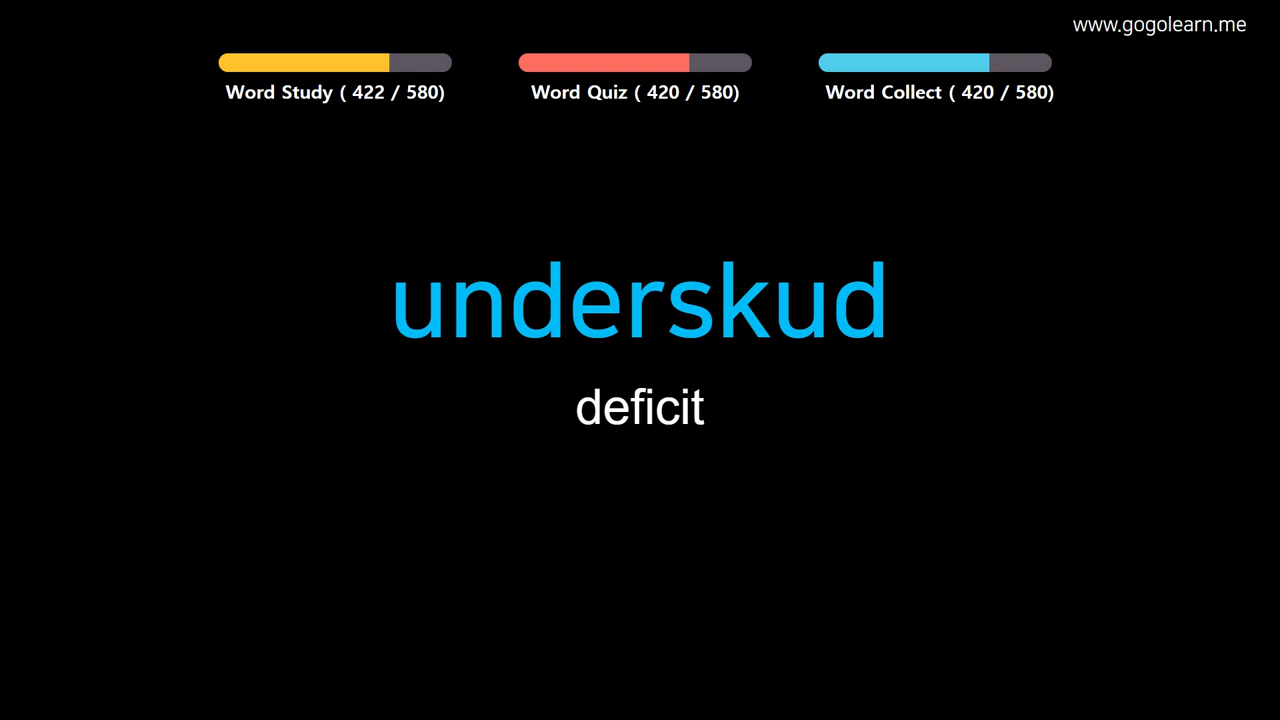 www.gogolearn.me
Word Study ( 422 / 580)
Word Quiz ( 420 / 580)
Word Collect ( 420 / 580)
underskud
deficit